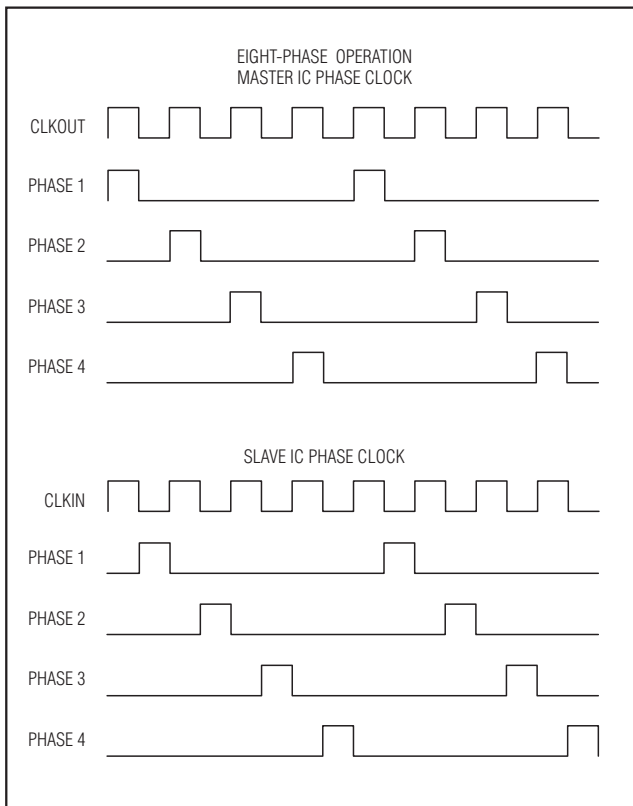 EIGHT-PHASE OPERATION
MASTER IC PHASE CLOCK
CLKOUT
PHASE 1
PHASE 2
PHASE 3
PHASE 4
SLAVE IC PHASE CLOCK
CLKIN
PHASE 1
PHASE 2
PHASE 3
PHASE 4